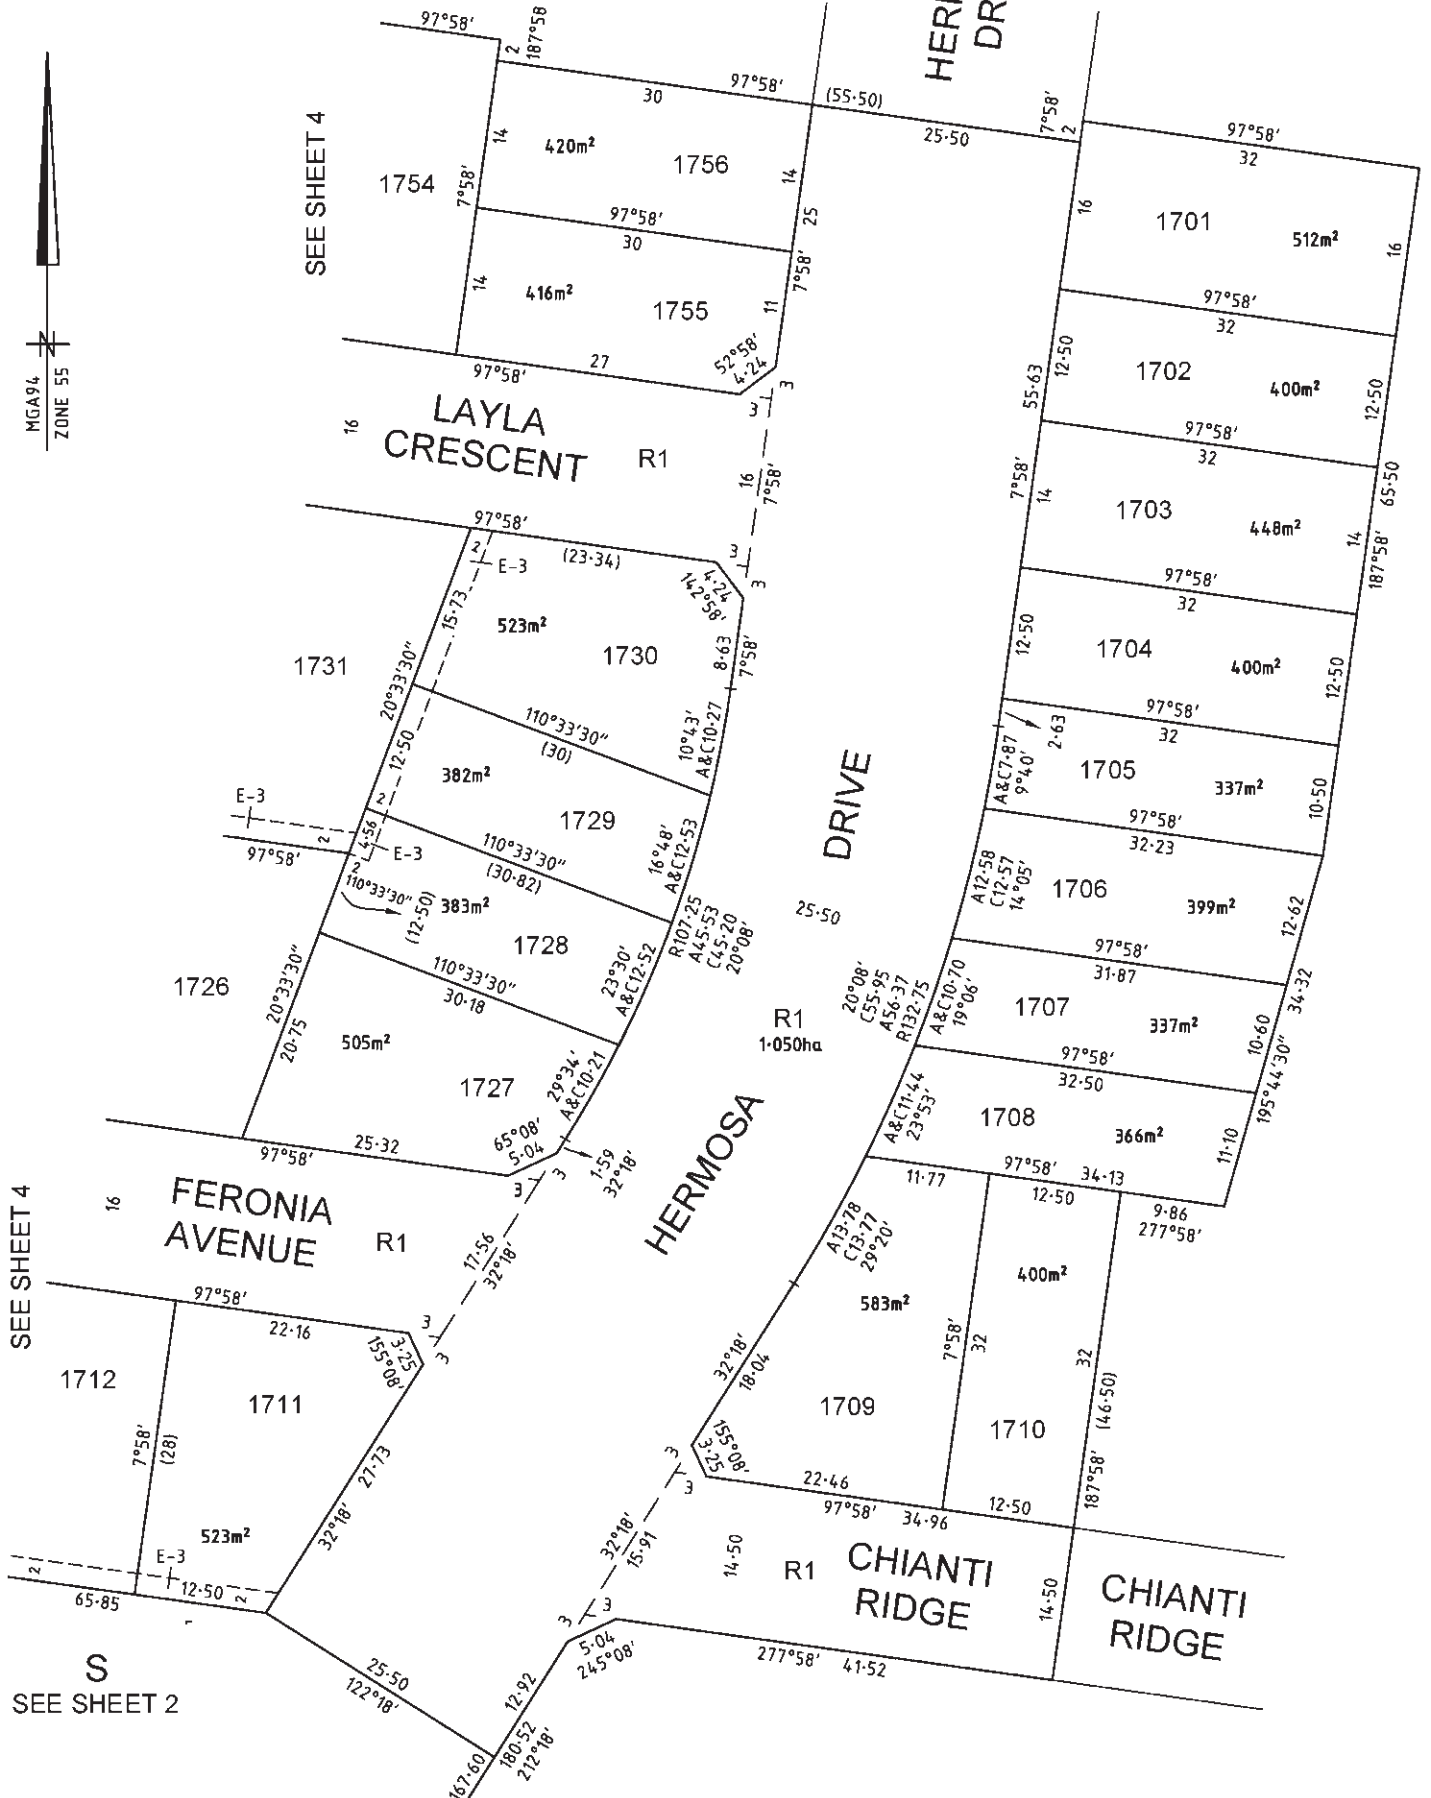 97°58'
2
187°58
HERI
DR
97°58'
30
(55·50)
25·50
7°58'
2
97°58'
32
SEE SHEET 4
1754
14
7°58'
420m²
1756
14
25
97°58'
30
7°58'
14
416m²
1755
11
52°58'
4·24
27
97°58'
3
3
MGA94
ZONE 55
N
16
1701
512m²
16
97°58'
32
55·63
12·50
1702
400m²
12·50
97°58'
32
7°58'
14
1703
448m²
14
65·50
187°58'
97°58'
32
12·50
1704
400m²
12·50
97°58'
32
2·63
A&C7·87
9°40'
1705
337m²
10·50
97°58'
32·23
A12·58
C12·57
14°05'
1706
399m²
12·62
97°58'
31·87
A&C10·70
19°06'
1707
337m²
10·60
34·32
195°44'30"
97°58'
32·50
A&C11·44
23°53'
1708
366m²
11·10
97°58'
34·13
11·77
12·50
9·86
277°58'
LAYLA
CRESCENT
R1
16
16
7°58'
97°58'
(23·34)
2
E-3
3
3
4·24
142°58'
15·73
523m²
1730
8·63
7°58'
1731
20°33'30"
110°33'30"
(30)
10°43'
A&C10·27
12·50
382m²
1729
16°48'
A&C12·53
E-3
2
97°58'
2
4·56
E-3
2
110°33'30"
(12·50)
110°33'30"
(30·82)
383m²
1728
23°30'
A&C12·52
R107·25
A45·53
C45·20
20°08'
DRIVE
25·50
20°08'
C55·95
A56·37
R132·75
R1
1·050ha
1726
20°33'30"
20·75
110°33'30"
30·18
505m²
1727
29°34'
A&C10·21
65°08'
5·04
1·59
32°18'
25·32
97°58'
3
3
HERMOSA
SEE SHEET 4
16
FERONIA
AVENUE
R1
17·56
32°18'
97°58'
22·16
3
3
3·25
155°08'
1712
7°58'
(28)
1711
27·73
32°18'
523m²
E-3
2
12·50
2
65·85
1
S
SEE SHEET 2
25·50
122°18'
A13·78
C13·77
29°20'
583m²
400m²
7°58'
32
32
(46·50)
187°58'
32°18'
18·04
1709
1710
155°08'
3·25
3
3
22·46
97°58'
34·96
12·50
32°18'
15·91
14·50
R1
CHIANTI
RIDGE
14·50
CHIANTI
RIDGE
3
3
5·04
245°08'
277°58'
41·52
12·92
180·52
212°18'
167·60